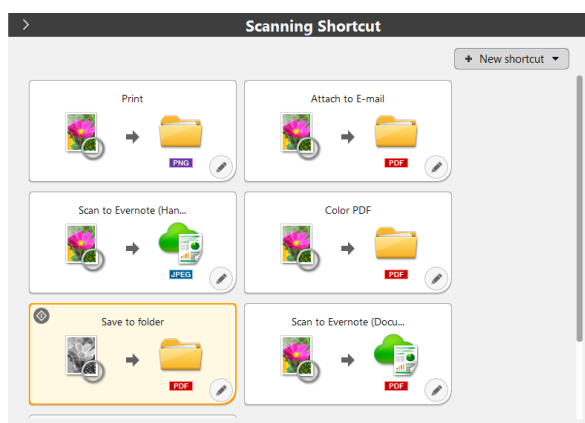 Scanning Shortcut
+ New shortcut
Print
PNG
Attach to E-mail
PDF
Scan to Evernote (Han...
JPEG
Color PDF
PDF
Save to folder
PDF
Scan to Evernote (Docu...
PDF